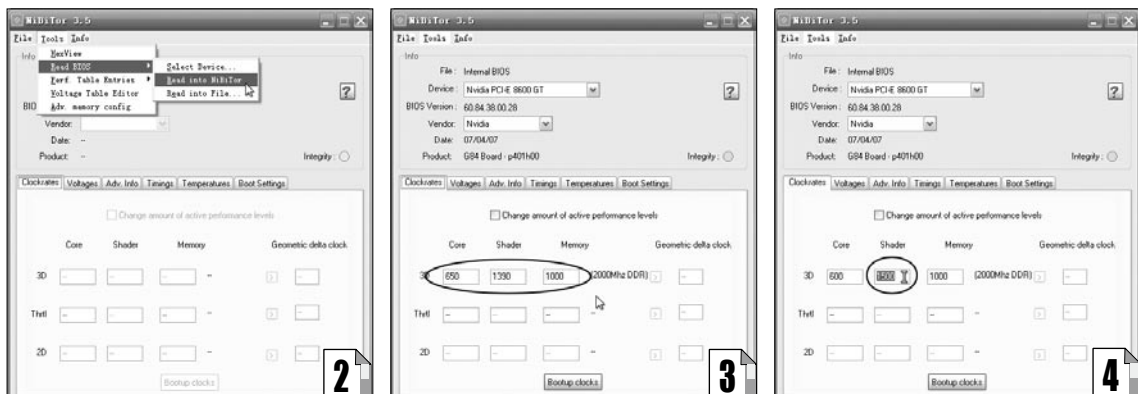 NiBiTor 3.5
File Tools Info
Info
HexView
Read BIOS
Perf. Table Entries
Voltage Table Editor
Adv. memory config
Select Device...
Read into NiBiTor
Read into File...
?
BIO
Vendor:
Date: --
Product: --
Integrity:
Clockrates Voltages Adv. Info Timings Temperatures Boot Settings
Change amount of active performance levels
Core Shader Memory Geometric delta clock
3D -- -- -- -- > --
Thrtl -- -- -- -- > --
2D -- -- -- -- > --
Bootup clocks
2
NiBiTor 3.5
File Tools Info
Info
File: Internal BIOS
Device: Nvidia PCI-E 8600 GT
?
BIOS Version: 60.84.38.00.28
Vendor: Nvidia
Date: 07/04/07
Product: G84 Board - p401h00
Integrity:
Clockrates Voltages Adv. Info Timings Temperatures Boot Settings
Change amount of active performance levels
Core Shader Memory Geometric delta clock
3D 650 1390 1000 (2000Mhz DDR) > --
Thrtl -- -- -- -- > --
2D -- -- -- -- > --
Bootup clocks
3
NiBiTor 3.5
File Tools Info
Info
File: Internal BIOS
Device: Nvidia PCI-E 8600 GT
?
BIOS Version: 60.84.38.00.28
Vendor: Nvidia
Date: 07/04/07
Product: G84 Board - p401h00
Integrity:
Clockrates Voltages Adv. Info Timings Temperatures Boot Settings
Change amount of active performance levels
Core Shader Memory Geometric delta clock
3D 600 1000 (2000Mhz DDR) > --
Thrtl -- -- -- -- > --
2D -- -- -- -- > --
Bootup clocks
4